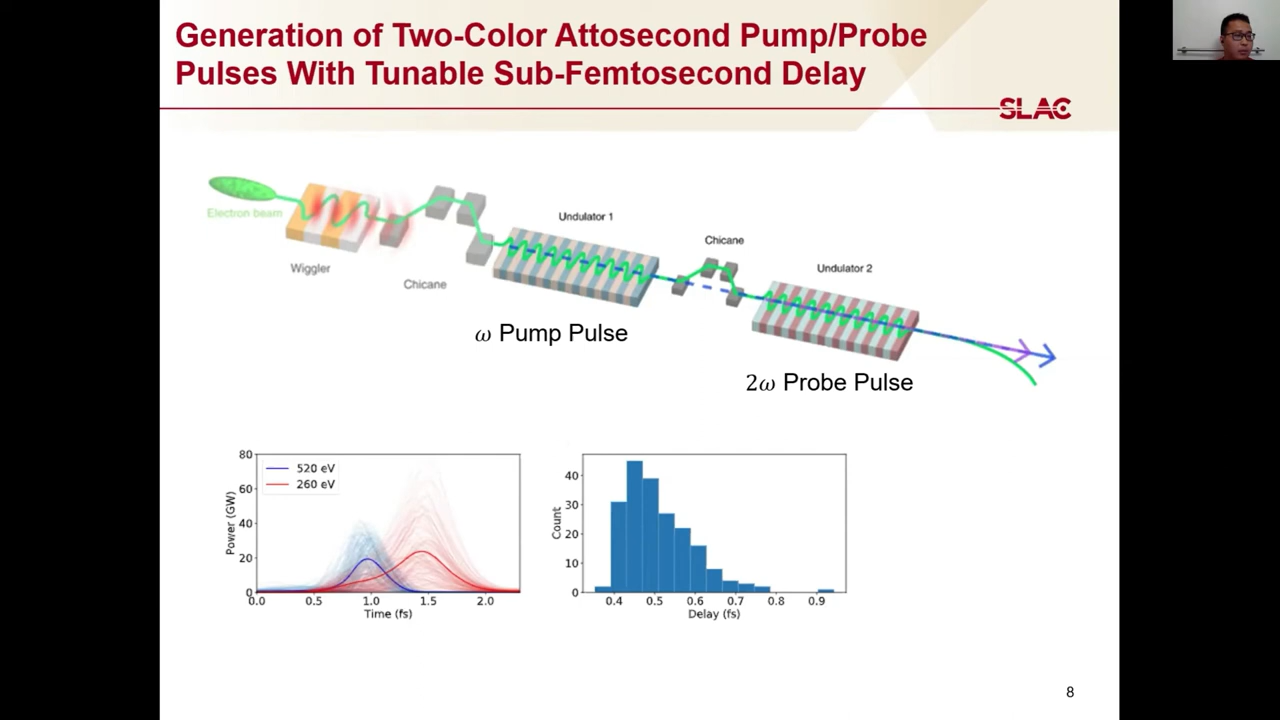 Generation of Two-Color Attosecond Pump/Probe
Pulses With Tunable Sub-Femtosecond Delay
SLAC
Electron beam
Wiggler
Chicane
Undulator 1
Chicane
Undulator 2
ω Pump Pulse
2ω Probe Pulse
80
60
40
20
0
Power (GW)
520 eV
260 eV
0.0 0.5 1.0 1.5 2.0
Time (fs)
40
30
20
10
0
Count
0.4 0.5 0.6 0.7 0.8 0.9
Delay (fs)
8